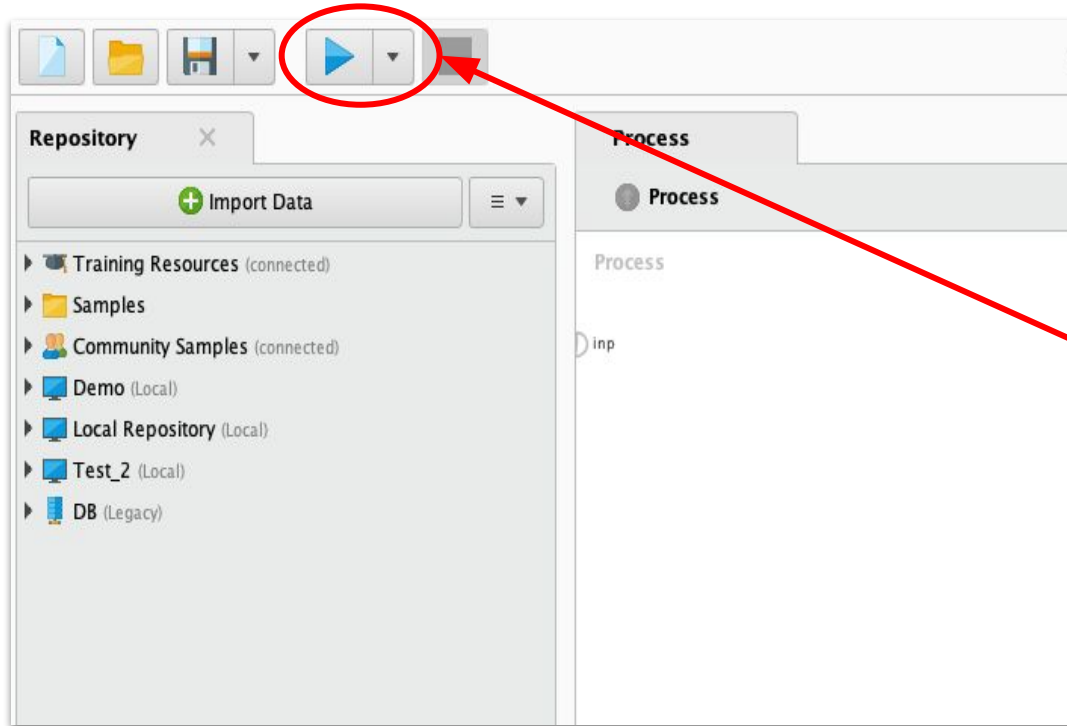 Repository
Process
Import Data
Process
Training Resources (connected)
Process
Samples
inp
Community Samples (connected)
Demo (Local)
Local Repository (Local)
Test_2 (Local)
DB (Legacy)